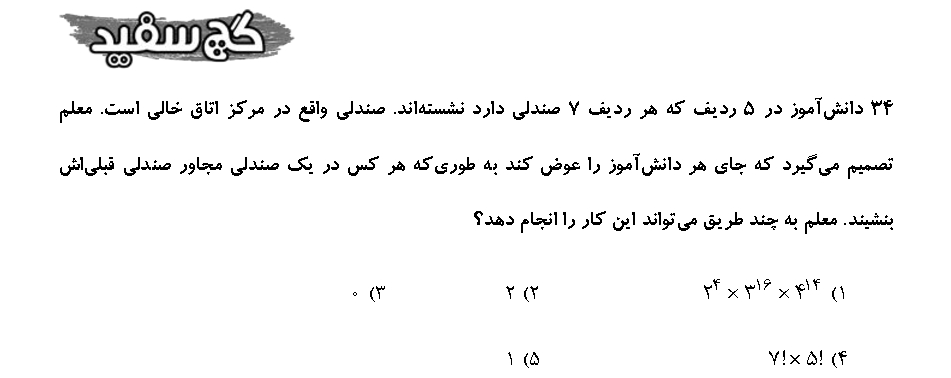 گچ سفید
۳۴ دانش‌آموز در ۵ ردیف که هر ردیف ۷ صندلی دارد نشسته‌اند. صندلی واقع در مرکز اتاق خالی است. معلم
تصمیم می‌گیرد که جای هر دانش‌آموز را عوض کند به طوری‌که هر کس در یک صندلی مجاور صندلی قبلی‌اش
بنشیند. معلم به چند طریق می‌تواند این کار را انجام دهد؟
۱) ۲^۴ × ۳^۱۶ × ۴^۱۴ ۲) ۲ ۳) ۰
۴) ۷! × ۵! ۵) ۱